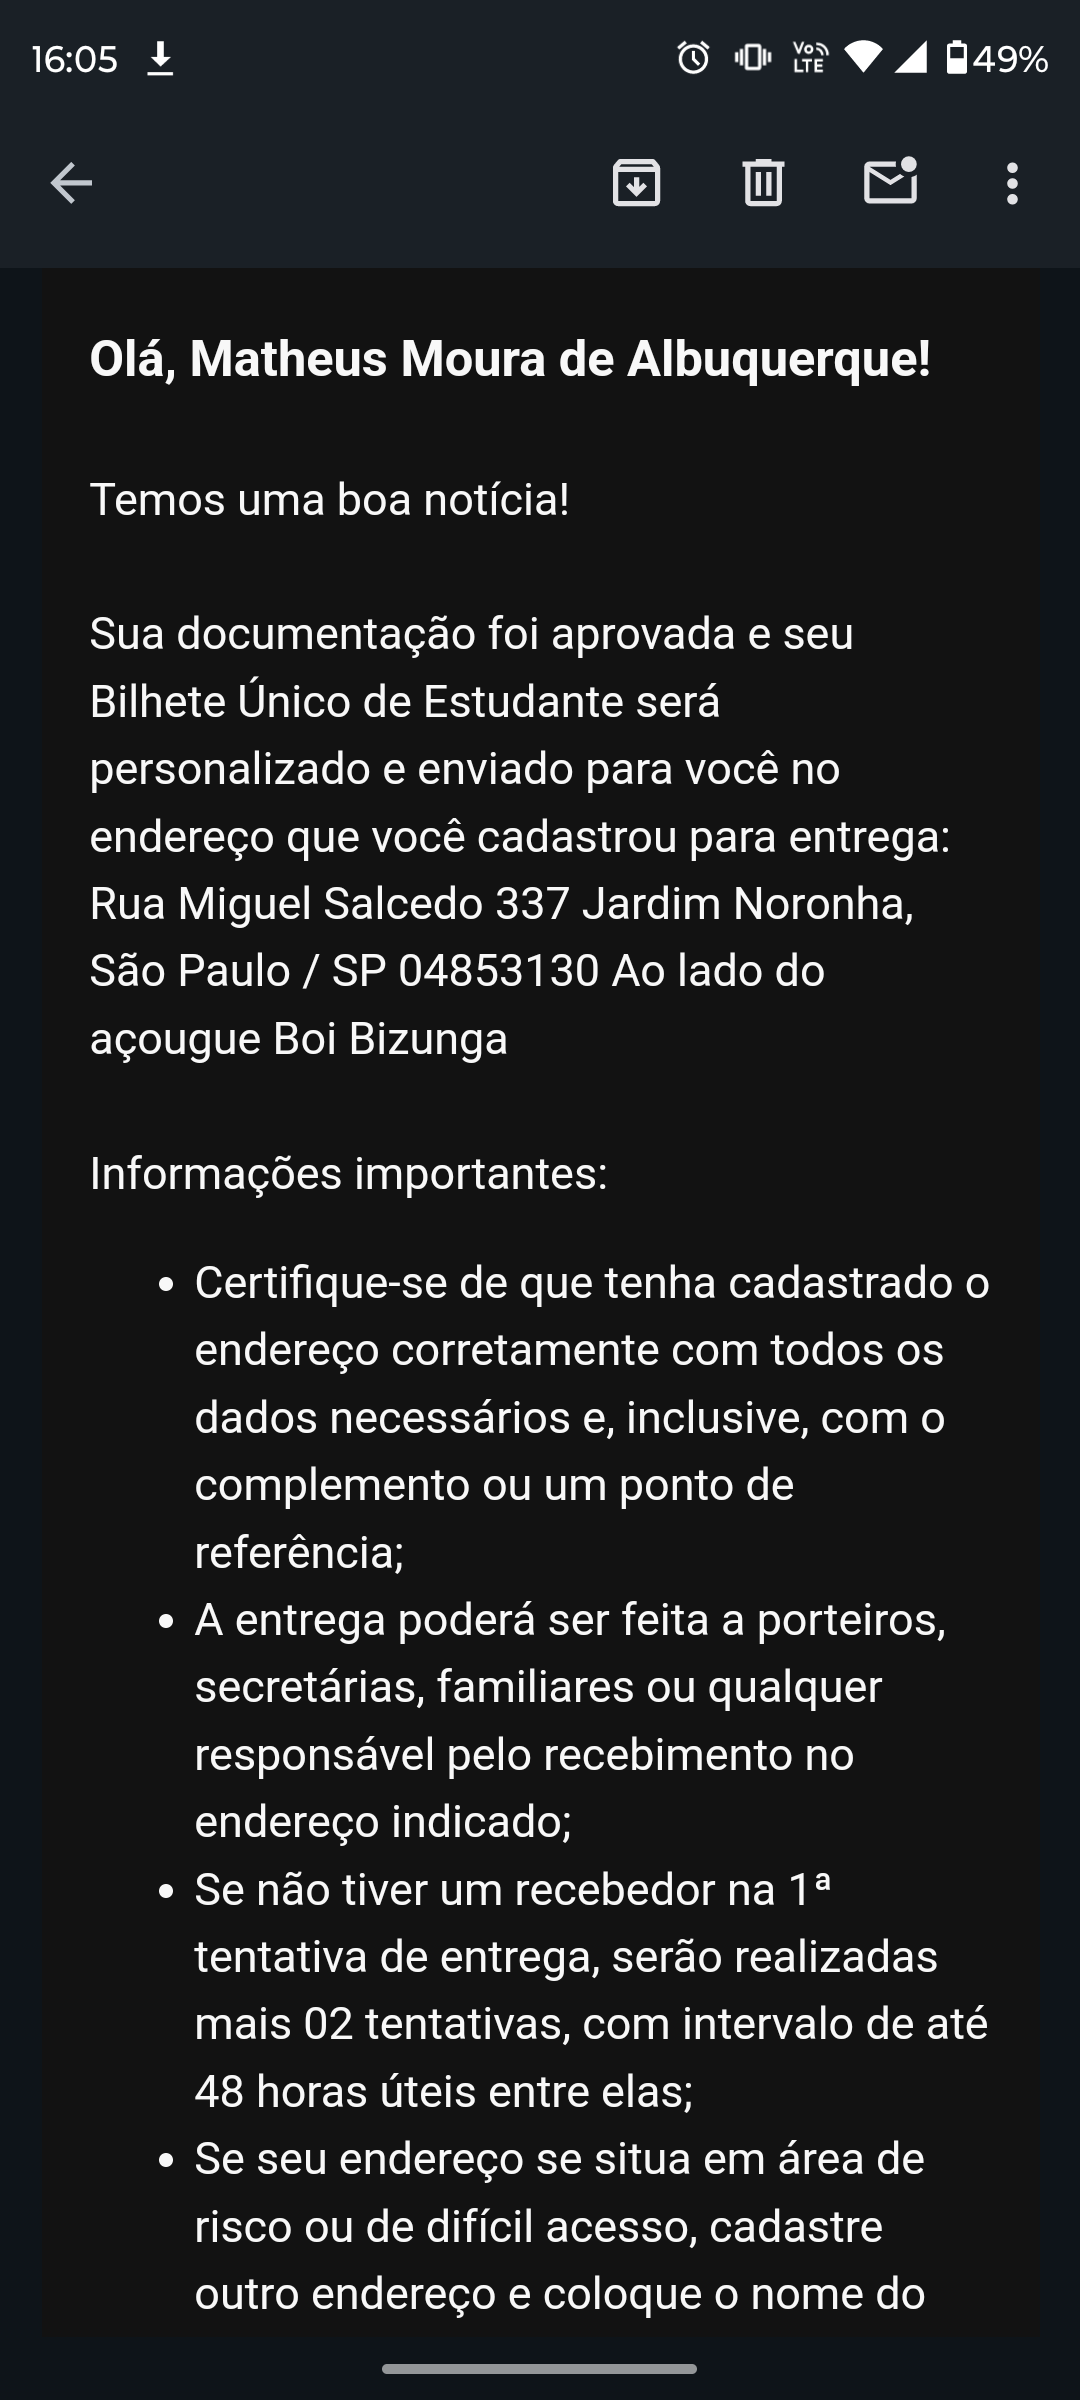 16:05
Vo LTE
49%
Olá, Matheus Moura de Albuquerque!
Temos uma boa notícia!
Sua documentação foi aprovada e seu
Bilhete Único de Estudante será
personalizado e enviado para você no
endereço que você cadastrou para entrega:
Rua Miguel Salcedo 337 Jardim Noronha,
São Paulo / SP 04853130 Ao lado do
açougue Boi Bizunga
Informações importantes:
• Certifique-se de que tenha cadastrado o
endereço corretamente com todos os
dados necessários e, inclusive, com o
complemento ou um ponto de
referência;
• A entrega poderá ser feita a porteiros,
secretárias, familiares ou qualquer
responsável pelo recebimento no
endereço indicado;
• Se não tiver um recebedor na 1ª
tentativa de entrega, serão realizadas
mais 02 tentativas, com intervalo de até
48 horas úteis entre elas;
• Se seu endereço se situa em área de
risco ou de difícil acesso, cadastre
outro endereço e coloque o nome do